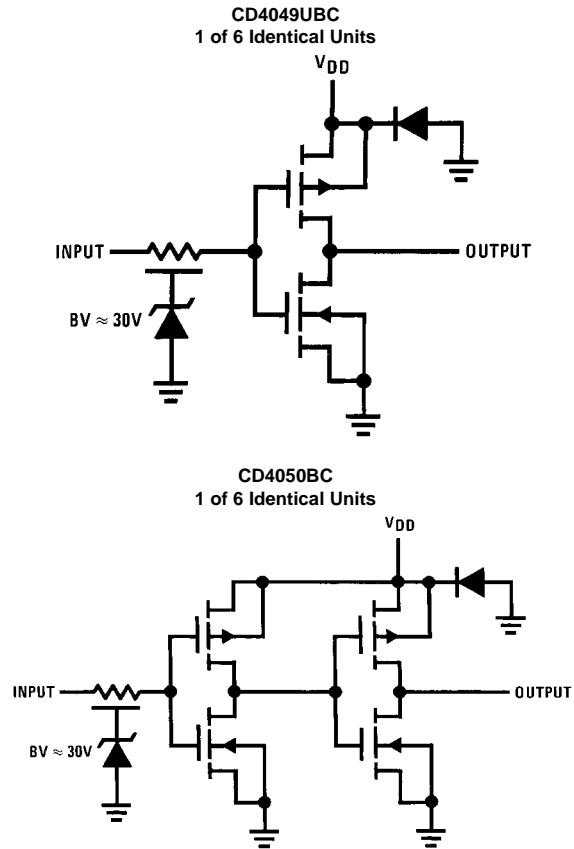 CD4049UBC
1 of 6 Identical Units
VDD
INPUT
OUTPUT
BV ≈ 30V
CD4050BC
1 of 6 Identical Units
VDD
INPUT
OUTPUT
BV ≈ 30V